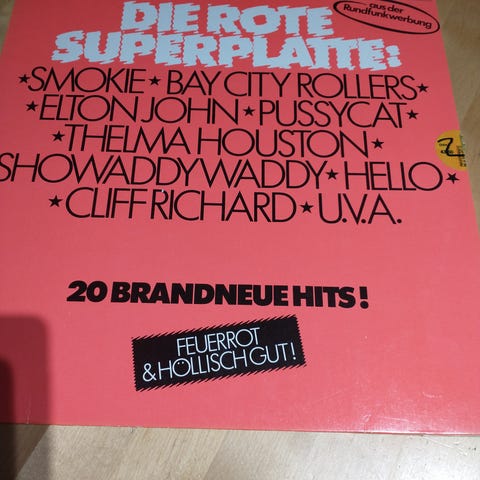 DIE ROTE
SUPERPLATTE:
aus der
Rundfunkwerbung
★SMOKIE★BAY CITY ROLLERS★
★ELTON JOHN★PUSSYCAT★
★THELMA HOUSTON★
SHOWADDYWADDY★HELLO★
★CLIFF RICHARD★U.V.A.
20 BRANDNEUE HITS!
FEUERROT
& HÖLLISCH GUT!